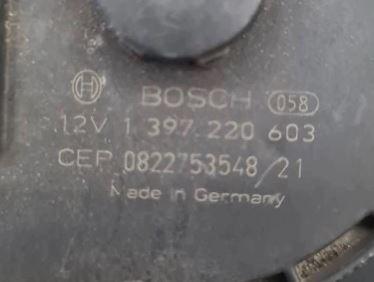 BOSCH 058
12V 1 397 220 603
CEP 0822753548/21
Made in Germany